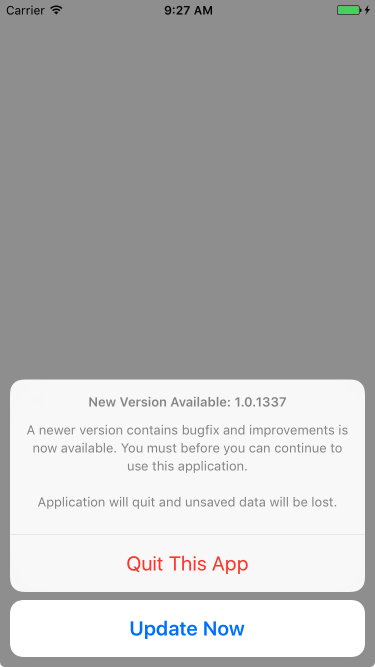 Carrier 9:27 AM
New Version Available: 1.0.1337
A newer version contains bugfix and improvements is
now available. You must before you can continue to
use this application.
Application will quit and unsaved data will be lost.
Quit This App
Update Now